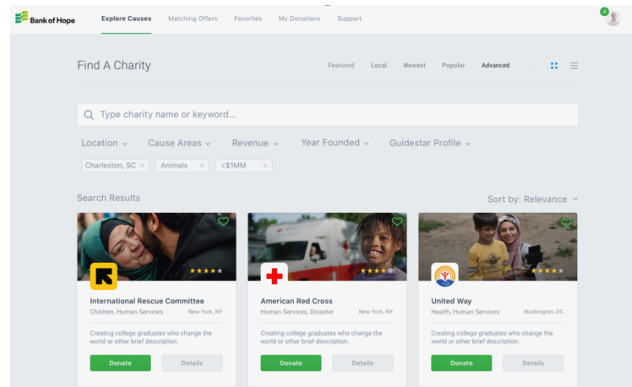 Bank of Hope Explore Causes Matching Offers Favorites My Donations Support 4
Find A Charity Featured Local Newest Popular Advanced
Type charity name or keyword...
Location Cause Areas Revenue Year Founded Guidestar Profile
Charleston, SC × Animals × <$1MM ×
Search Results Sort by: Relevance
International Rescue Committee American Red Cross United Way
Children, Human Services New York, NY Human Services, Disaster New York, NY Health, Human Services Washington, DC
Creating college graduates who change the Creating college graduates who change the Creating college graduates who change the
world or other brief description. world or other brief description. world or other brief description.
Donate Details Donate Details Donate Details